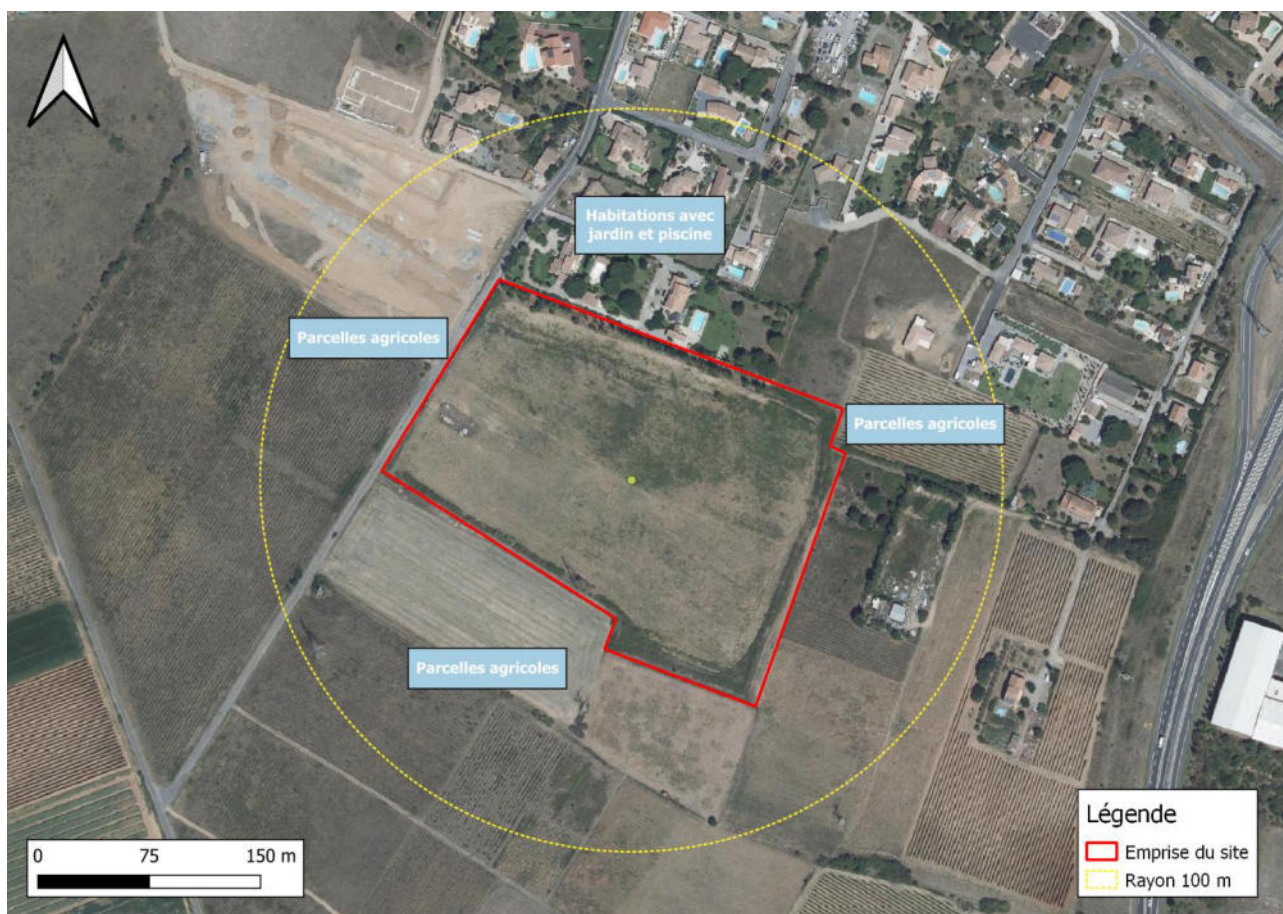 Habitations avec
jardin et piscine
Parcelles agricoles
Parcelles agricoles
Parcelles agricoles
0 75 150 m
Légende
Emprise du site
Rayon 100 m